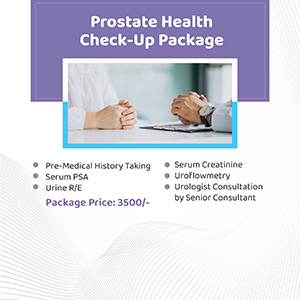 Prostate Health
Check-Up Package
Pre-Medical History Taking
Serum PSA
Urine R/E
Package Price: 3500/-
Serum Creatinine
Uroflowmetry
Urologist Consultation
by Senior Consultant